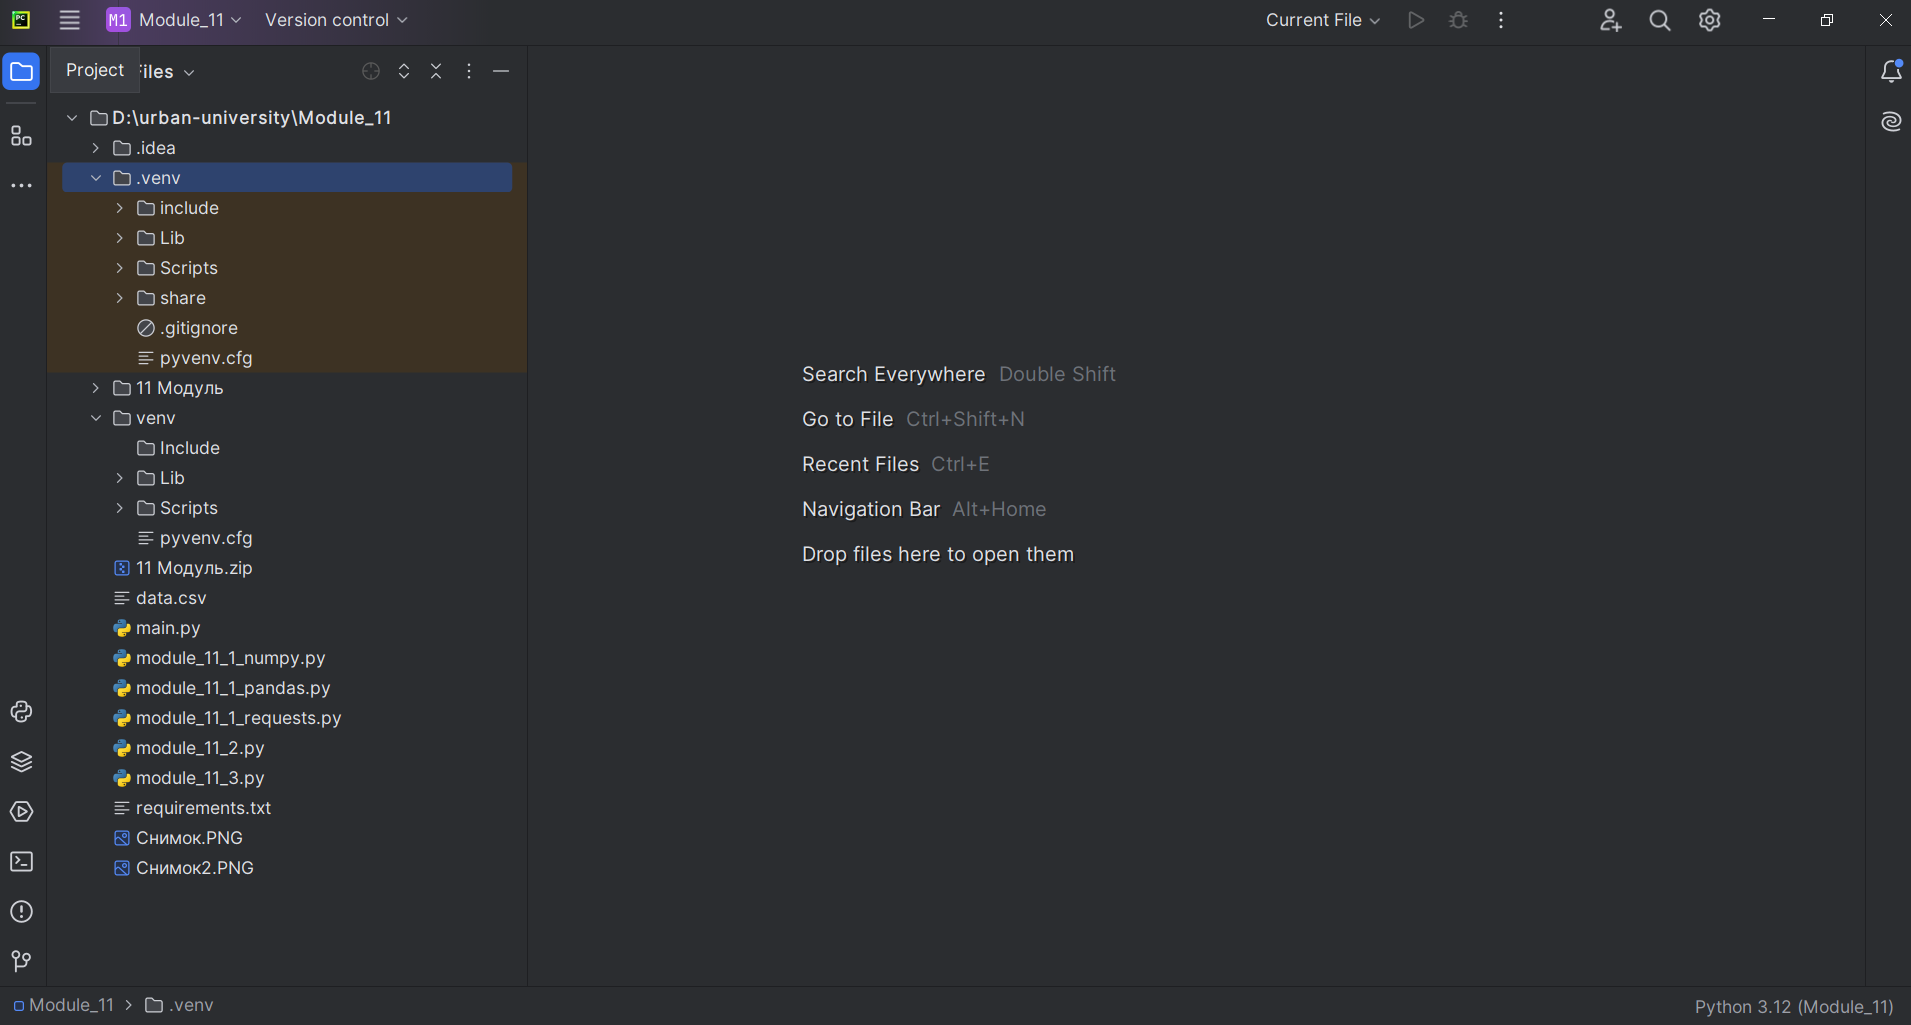 PC
M1 Module_11 Version control
Current File
Project
iles
D:\urban-university\Module_11
.idea
.venv
include
Lib
Scripts
share
.gitignore
pyvenv.cfg
11 Модуль
venv
Include
Lib
Scripts
pyvenv.cfg
11 Модуль.zip
data.csv
main.py
module_11_1_numpy.py
module_11_1_pandas.py
module_11_1_requests.py
module_11_2.py
module_11_3.py
requirements.txt
Снимок.PNG
Снимок2.PNG
Search Everywhere Double Shift
Go to File Ctrl+Shift+N
Recent Files Ctrl+E
Navigation Bar Alt+Home
Drop files here to open them
Module_11 > .venv
Python 3.12 (Module_11)